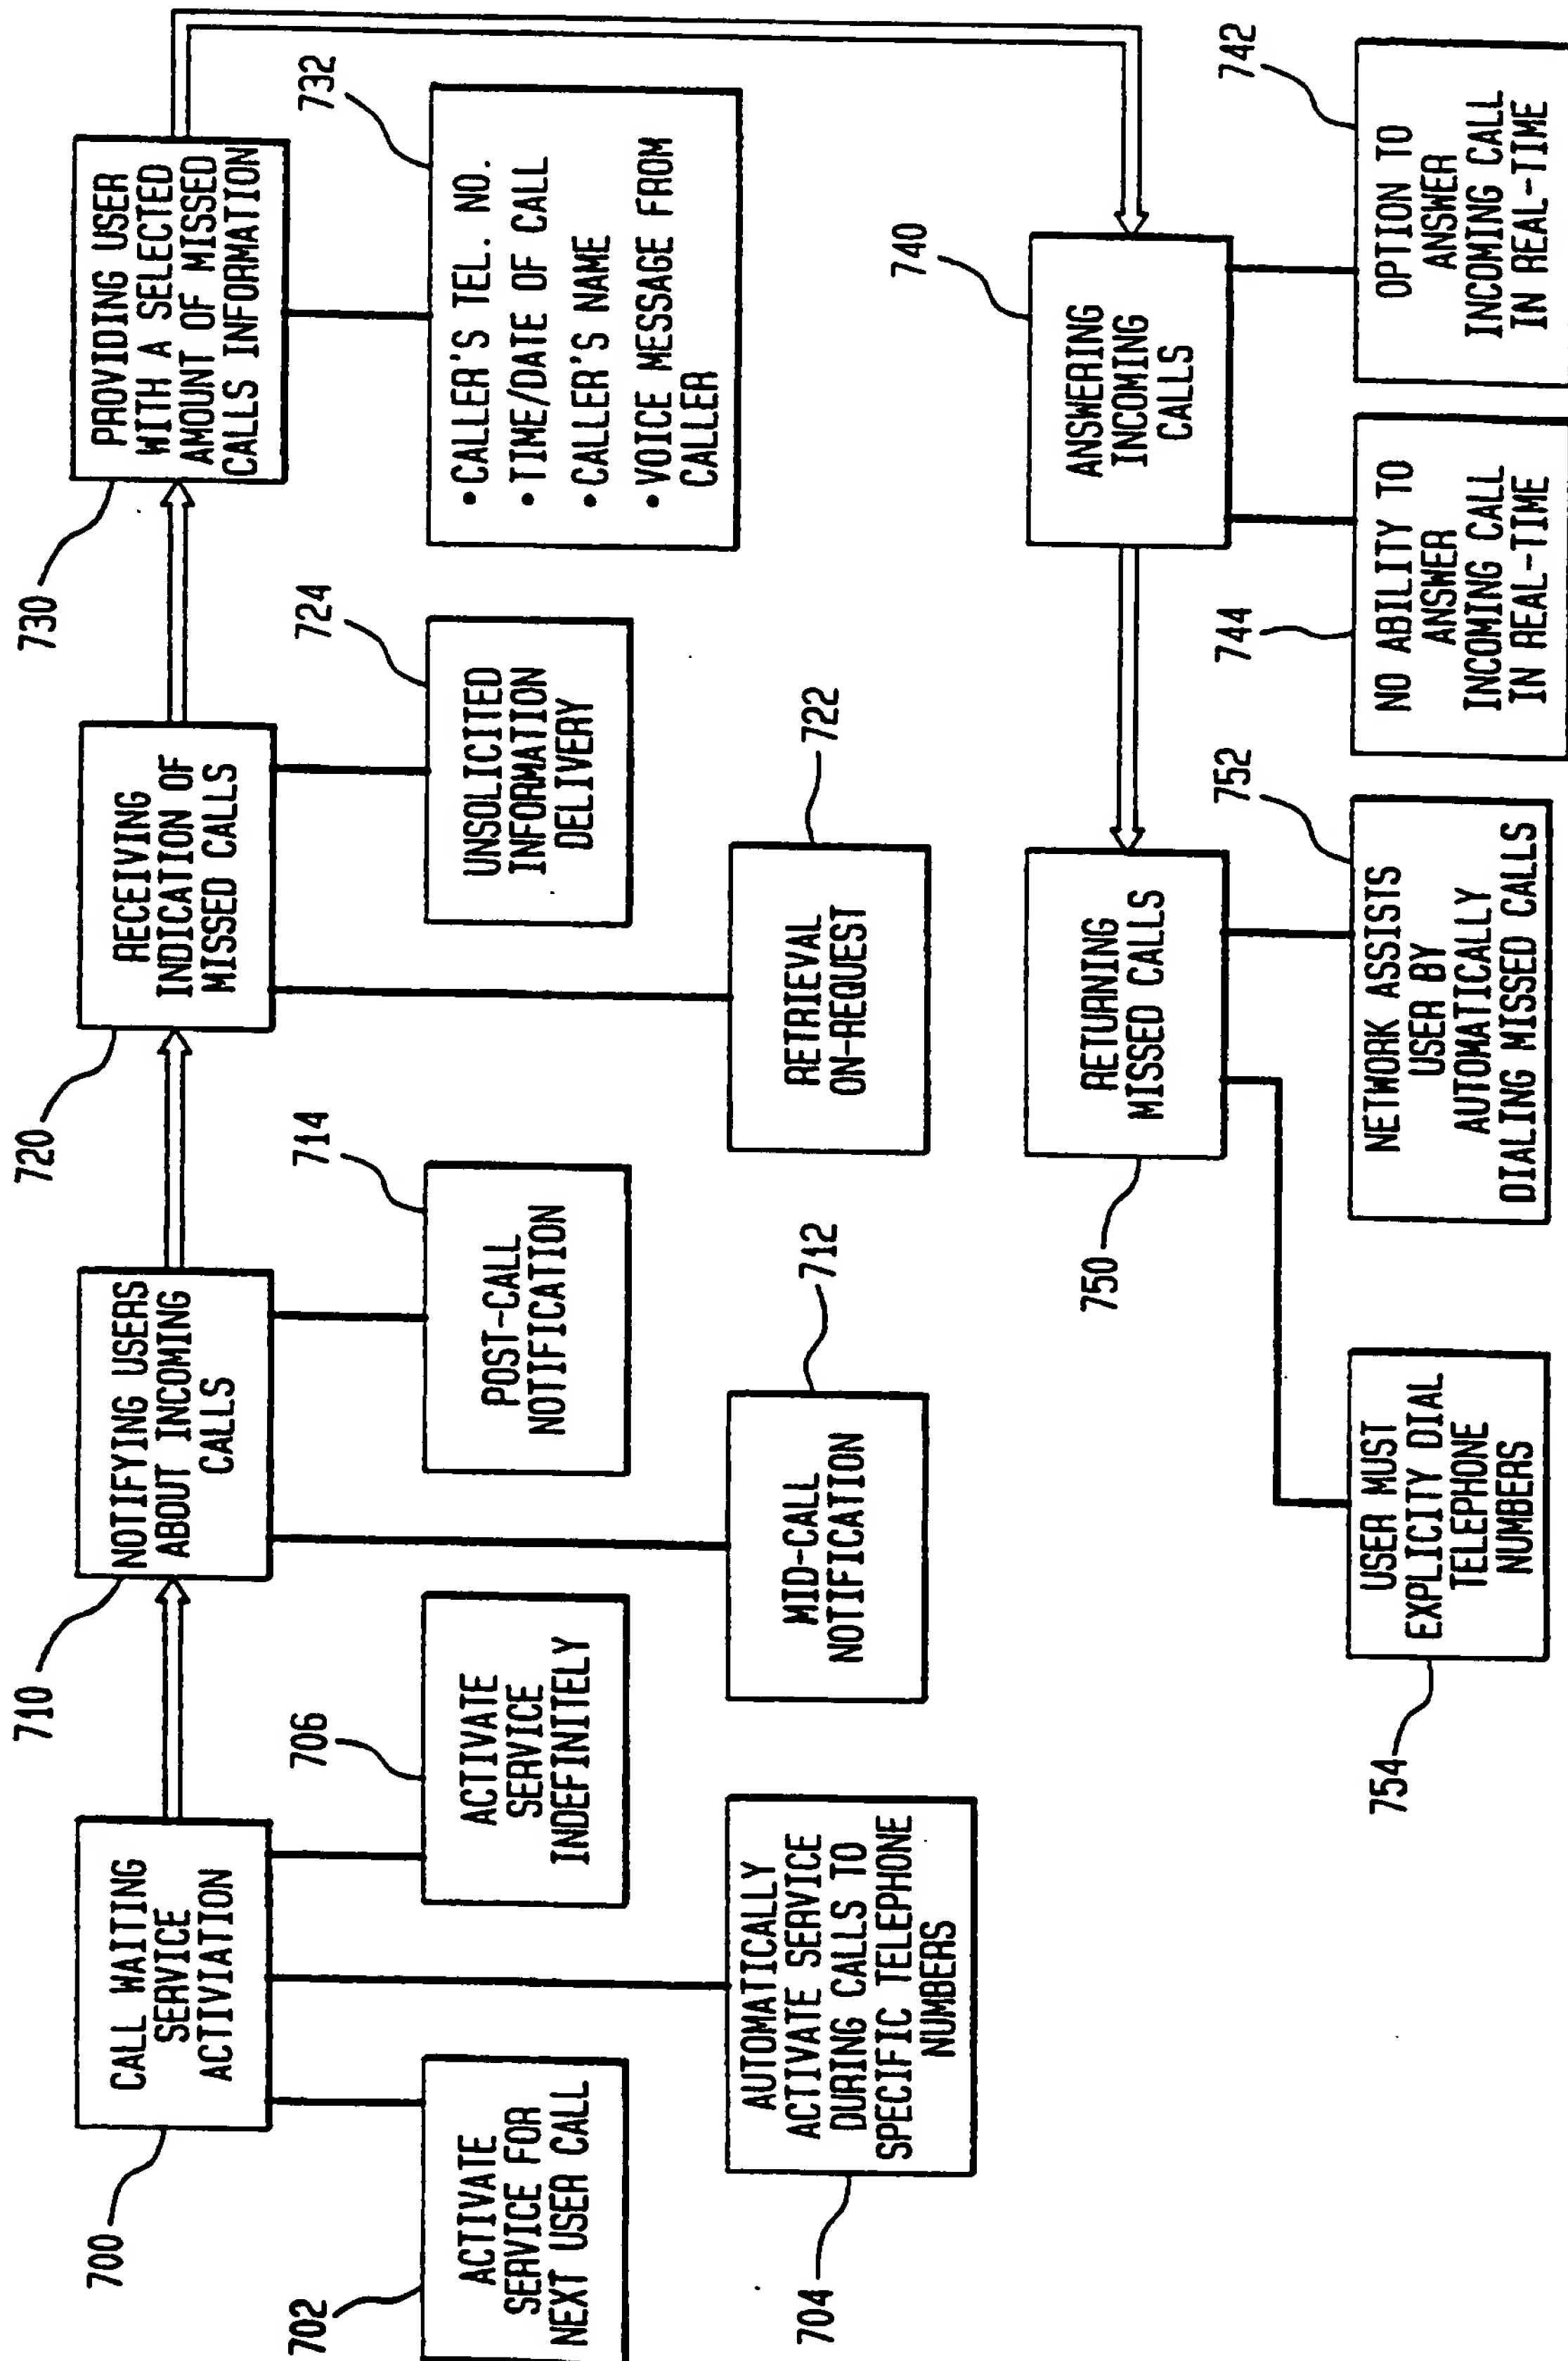 700
CALL WAITING
SERVICE
ACTIVIATION
702
ACTIVATE
SERVICE FOR
NEXT USER CALL
704
AUTOMATICALLY
ACTIVATE SERVICE
DURING CALLS TO
SPECIFIC TELEPHONE
NUMBERS
706
ACTIVATE
SERVICE
INDEFINITELY
710
NOTIFYING USERS
ABOUT INCOMING
CALLS
712
MID-CALL
NOTIFICATION
714
POST-CALL
NOTIFICATION
720
RECEIVING
INDICATION OF
MISSED CALLS
722
RETRIEVAL
ON-REQUEST
724
UNSOLICITED
INFORMATION
DELIVERY
730
PROVIDING USER
WITH A SELECTED
AMOUNT OF MISSED
CALLS INFORMATION
732
• CALLER'S TEL. NO.
• TIME/DATE OF CALL
• CALLER'S NAME
• VOICE MESSAGE FROM
CALLER
740
ANSWERING
INCOMING
CALLS
742
OPTION TO
ANSWER
INCOMING CALL
IN REAL-TIME
744
NO ABILITY TO
ANSWER
INCOMING CALL
IN REAL-TIME
750
RETURNING
MISSED CALLS
752
NETWORK ASSISTS
USER BY
AUTOMATICALLY
DIALING MISSED CALLS
754
USER MUST
EXPLICITY DIAL
TELEPHONE
NUMBERS